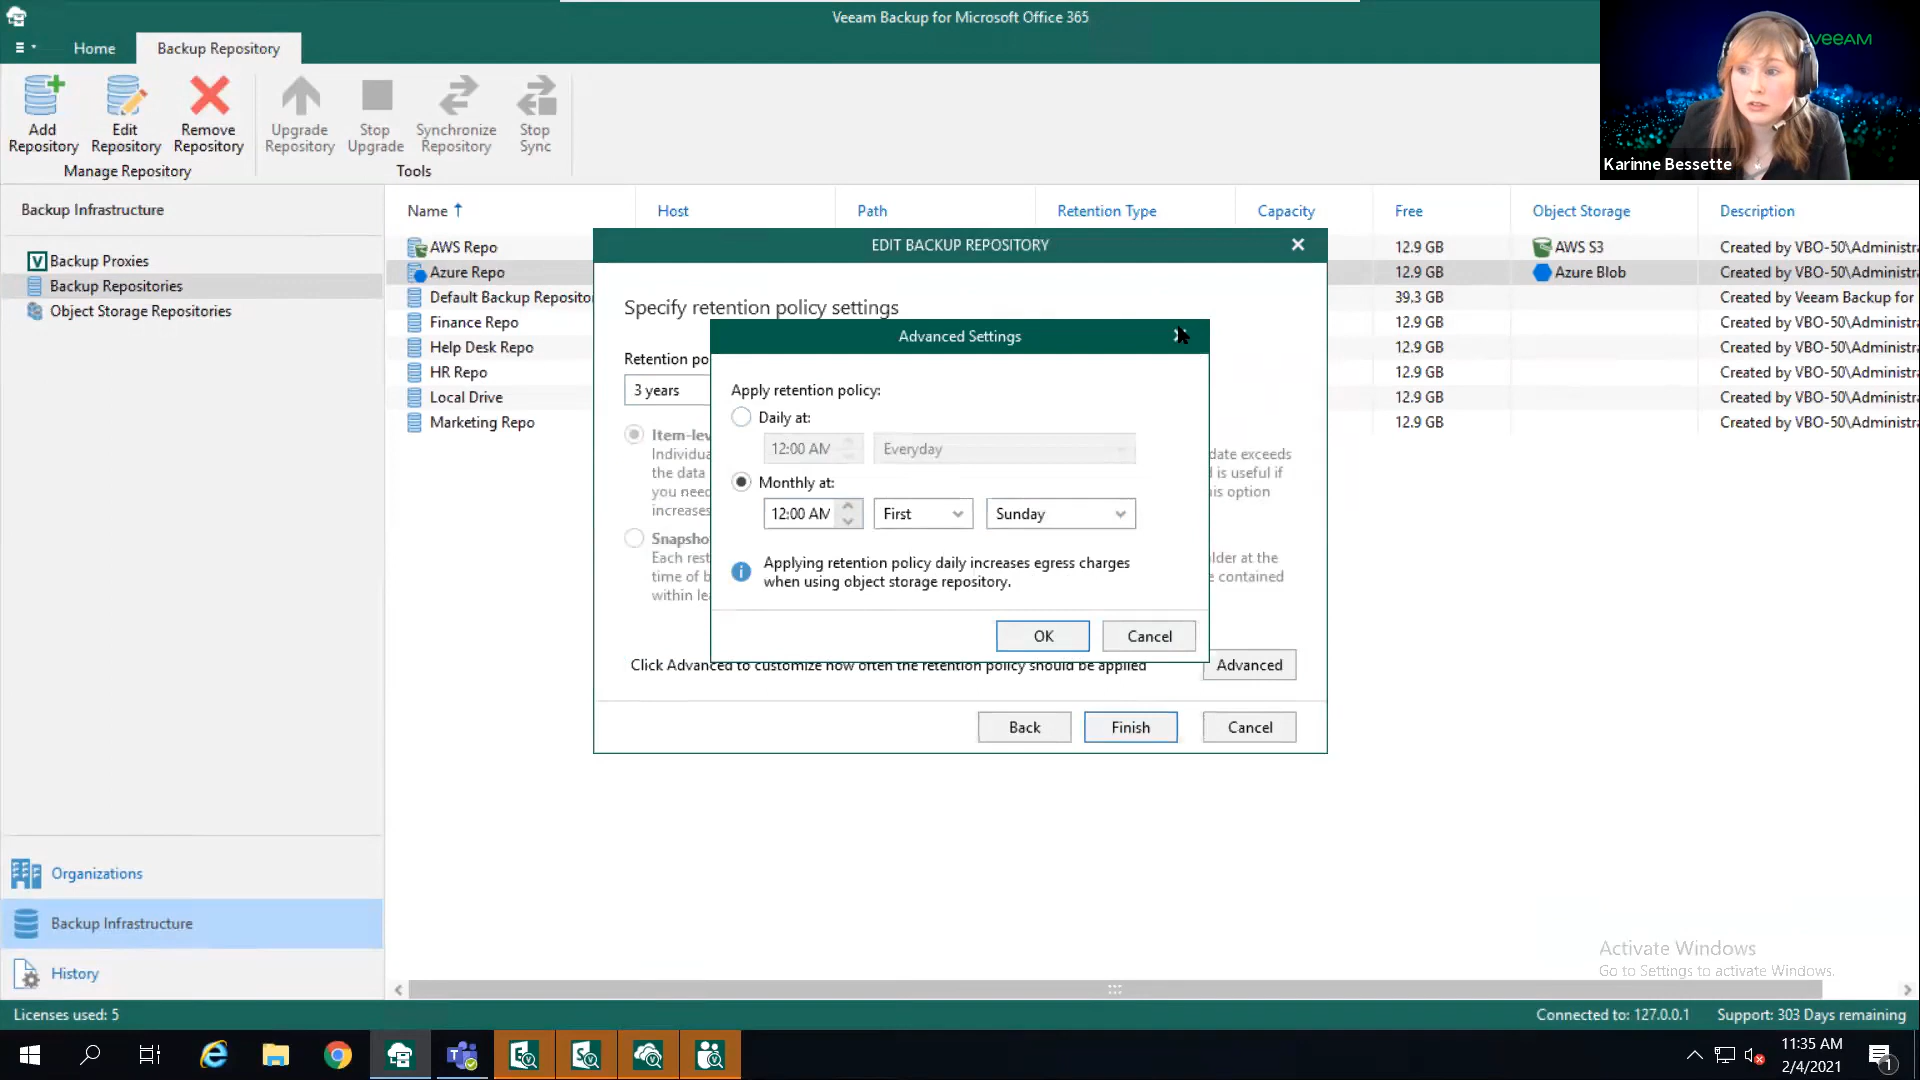 Veeam Backup for Microsoft Office 365
VEEAM
Karinne Bessette
Home
Backup Repository
Add Repository
Edit Repository
Remove Repository
Upgrade Repository
Stop Upgrade
Synchronize Repository
Stop Sync
Manage Repository
Tools
Backup Infrastructure
Backup Proxies
Backup Repositories
Object Storage Repositories
Name
Host
Path
Retention Type
Capacity
Free
Object Storage
Description
AWS Repo
12.9 GB
AWS S3
Created by VBO-50\Administra
Azure Repo
12.9 GB
Azure Blob
Created by VBO-50\Administra
Default Backup Reposito
39.3 GB
Created by Veeam Backup for
Finance Repo
12.9 GB
Created by VBO-50\Administra
Help Desk Repo
12.9 GB
Created by VBO-50\Administra
HR Repo
12.9 GB
Created by VBO-50\Administra
Local Drive
12.9 GB
Created by VBO-50\Administra
Marketing Repo
12.9 GB
Created by VBO-50\Administra
EDIT BACKUP REPOSITORY
Specify retention policy settings
Retention po
3 years
Item-lev
Individua
date exceeds
the data
is useful if
you need
his option
increases
Snapsho
Each rest
older at the
time of b
e contained
within le
Advanced Settings
Apply retention policy:
Daily at:
12:00 AM
Everyday
Monthly at:
12:00 AM
First
Sunday
Applying retention policy daily increases egress charges
when using object storage repository.
OK
Cancel
Click Advanced to customize how often the retention policy should be applied
Advanced
Back
Finish
Cancel
Organizations
Backup Infrastructure
History
Activate Windows
Go to Settings to activate Windows.
Licenses used: 5
Connected to: 127.0.0.1
Support: 303 Days remaining
11:35 AM
2/4/2021
1